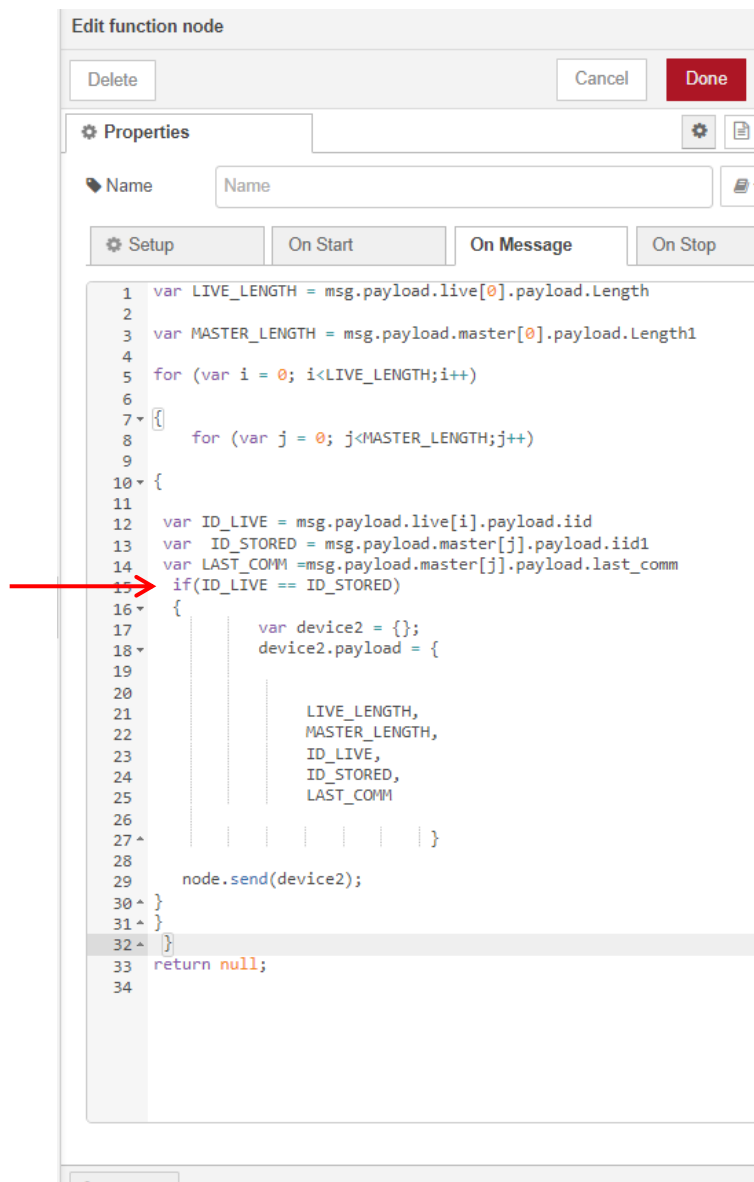 Edit function node
Delete Cancel Done
Properties
Name Name
Setup On Start On Message On Stop
1 var LIVE_LENGTH = msg.payload.live[0].payload.Length
2
3 var MASTER_LENGTH = msg.payload.master[0].payload.Length1
4
5 for (var i = 0; i<LIVE_LENGTH;i++)
6
7 {
8 for (var j = 0; j<MASTER_LENGTH;j++)
9
10 {
11
12 var ID_LIVE = msg.payload.live[i].payload.iid
13 var ID_STORED = msg.payload.master[j].payload.iid1
14 var LAST_COMM =msg.payload.master[j].payload.last_comm
15 if(ID_LIVE == ID_STORED)
16 {
17 var device2 = {};
18 device2.payload = {
19
20
21 LIVE_LENGTH,
22 MASTER_LENGTH,
23 ID_LIVE,
24 ID_STORED,
25 LAST_COMM
26
27 }
28
29 node.send(device2);
30 }
31 }
32 }
33 return null;
34